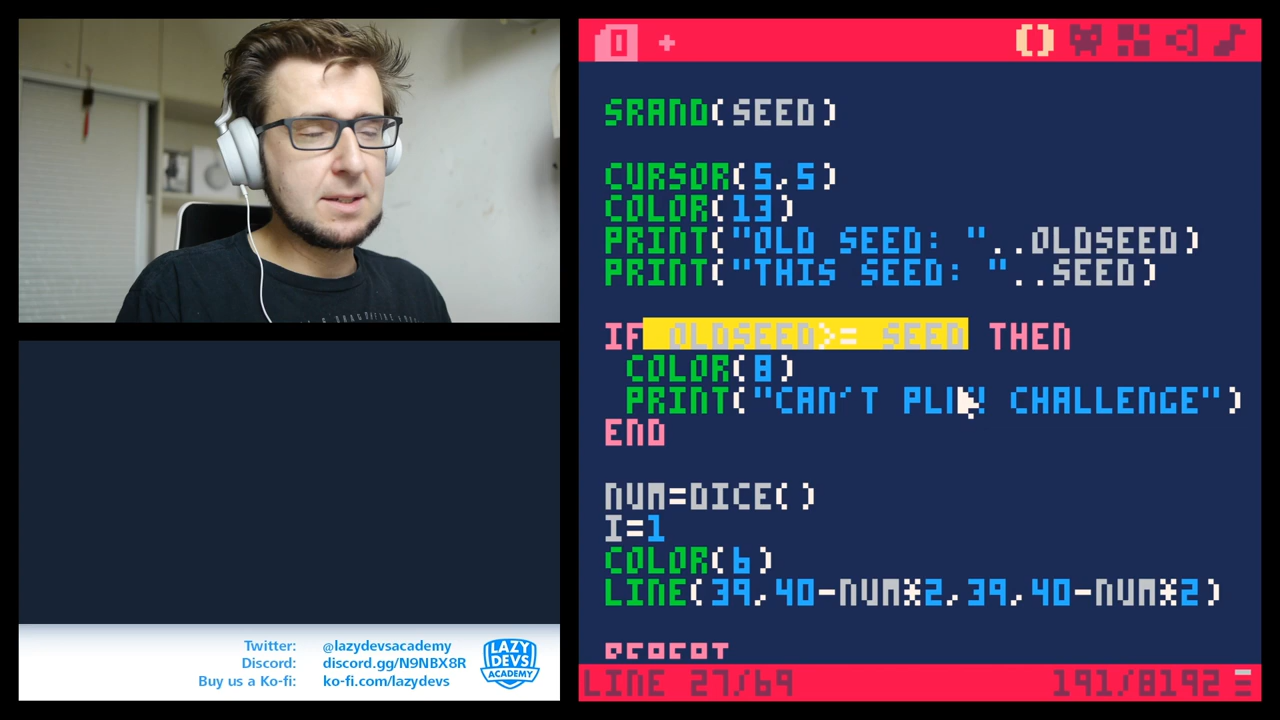 0 +
SRAND(SEED)
CURSOR(5,5)
COLOR(13)
PRINT("OLD SEED: "..OLDSEED)
PRINT("THIS SEED: "..SEED)
IF OLDSEED>= SEED THEN
COLOR(8)
PRINT("CAN'T CHALLENGE")
END
NUM=DICE()
I=1
COLOR(6)
LINE(39,40-NUM*2,39,40-NUM*2)
LINE 27/69
191/8192
Twitter: @lazydevsacademy
Discord: discord.gg/N9NBX8R
Buy us a Ko-fi: ko-fi.com/lazydevs
LAZY
DEVS
ACADEMY